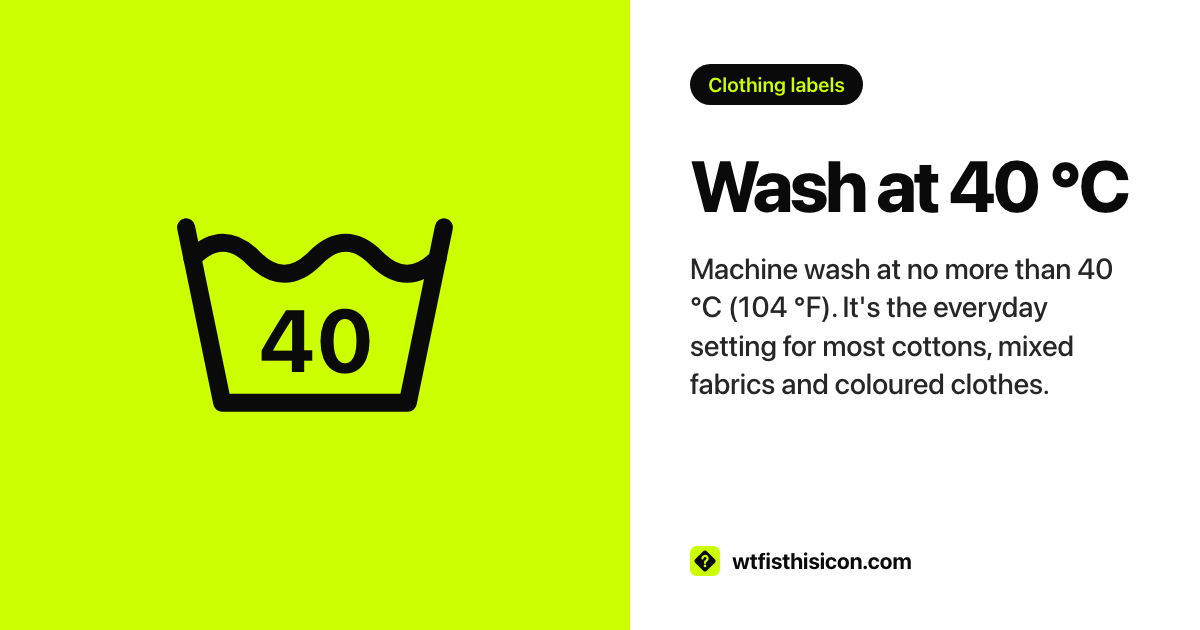 40
Clothing labels
Wash at 40 °C
Machine wash at no more than 40
°C (104 °F). It's the everyday
setting for most cottons, mixed
fabrics and coloured clothes.
?
wtfisthisicon.com